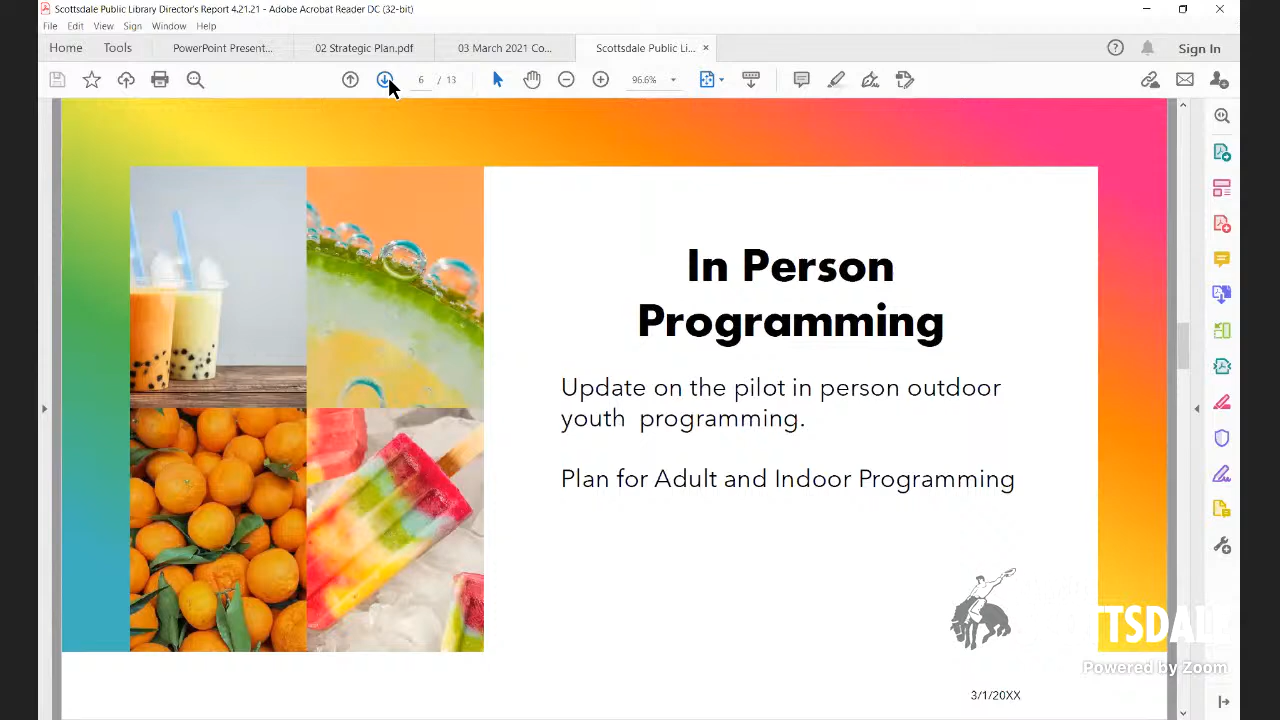 Scottsdale Public Library Director's Report 4.21.21 - Adobe Acrobat Reader DC (32-bit)
File Edit View Sign Window Help
Home Tools PowerPoint Present... 02 Strategic Plan.pdf 03 March 2021 Co... Scottsdale Public Li... × Sign In
6 / 13 96.6%
In Person
Programming
Update on the pilot in person outdoor
youth programming.
Plan for Adult and Indoor Programming
TTSDALE
Powered by Zoom
3/1/20XX